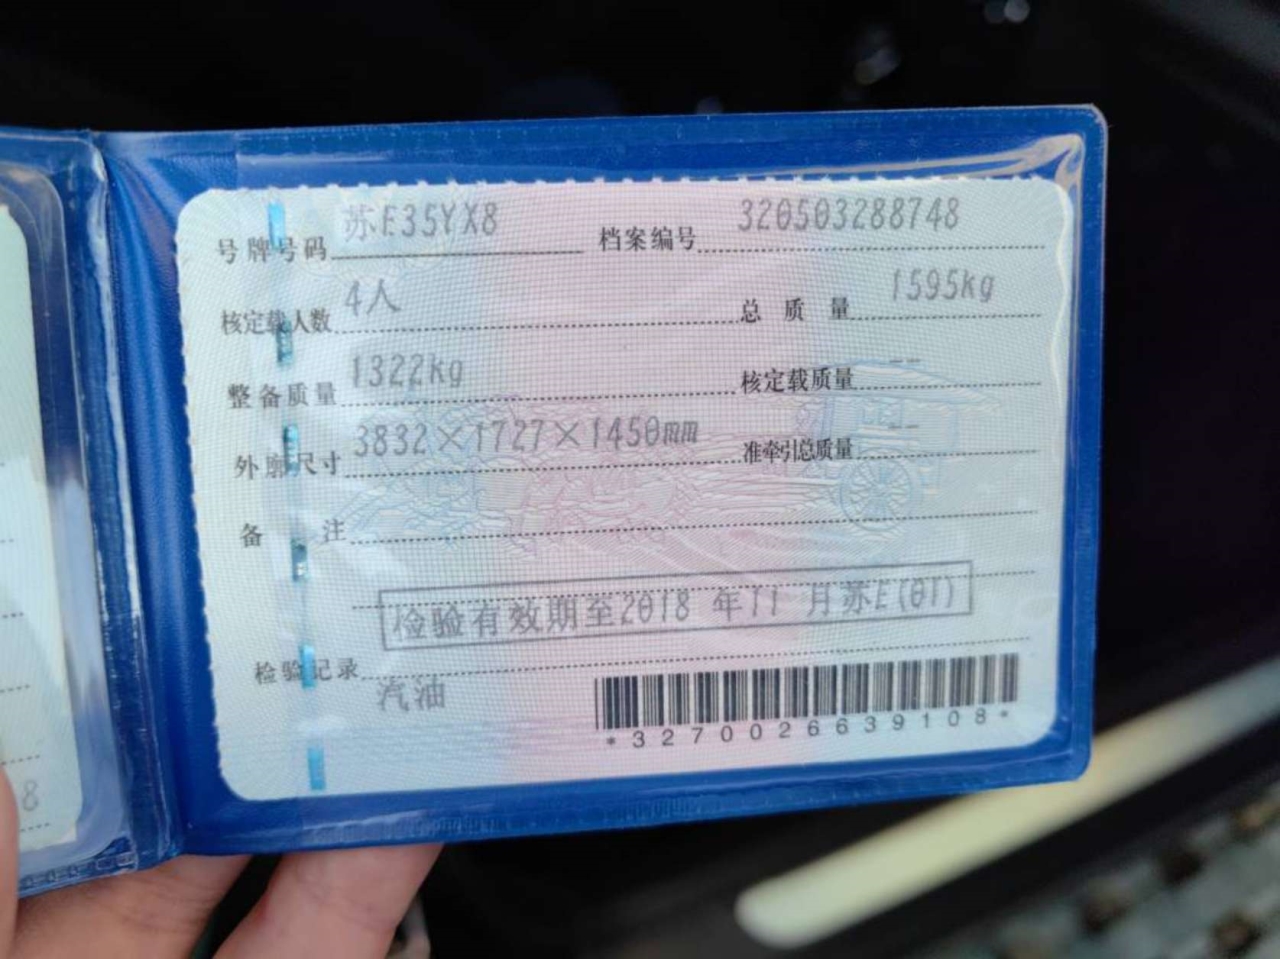 号牌号码 苏E35YX8 档案编号 320503288748
核定载人数 4人 总质量 1595kg
整备质量 1322kg 核定载质量 --
外廓尺寸 3832×1727×1450mm 准牵引总质量 --
备注
检验有效期至2018 年11 月苏E(01)
检验记录
汽油
*3270026639108*
8